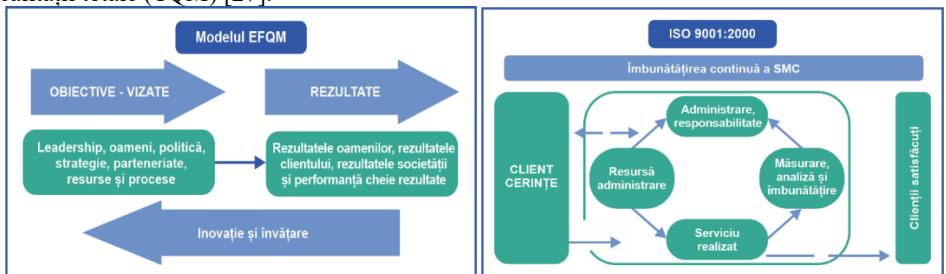 (TQM) [27].
Modelul EFQM
OBIECTIVE - VIZATE
REZULTATE
Leadership, oameni, politică,
strategie, parteneriate,
resurse și procese
Rezultatele oamenilor, rezultatele
clientului, rezultatele societății
și performanță cheie rezultate
Inovație și învățare
ISO 9001:2000
Îmbunătățirea continuă a SMC
CLIENT
CERINȚE
Administrare,
responsabilitate
Resursă
administrare
Măsurare,
analiză și
îmbunătățire
Serviciu
realizat
Clienții satisfăcuți